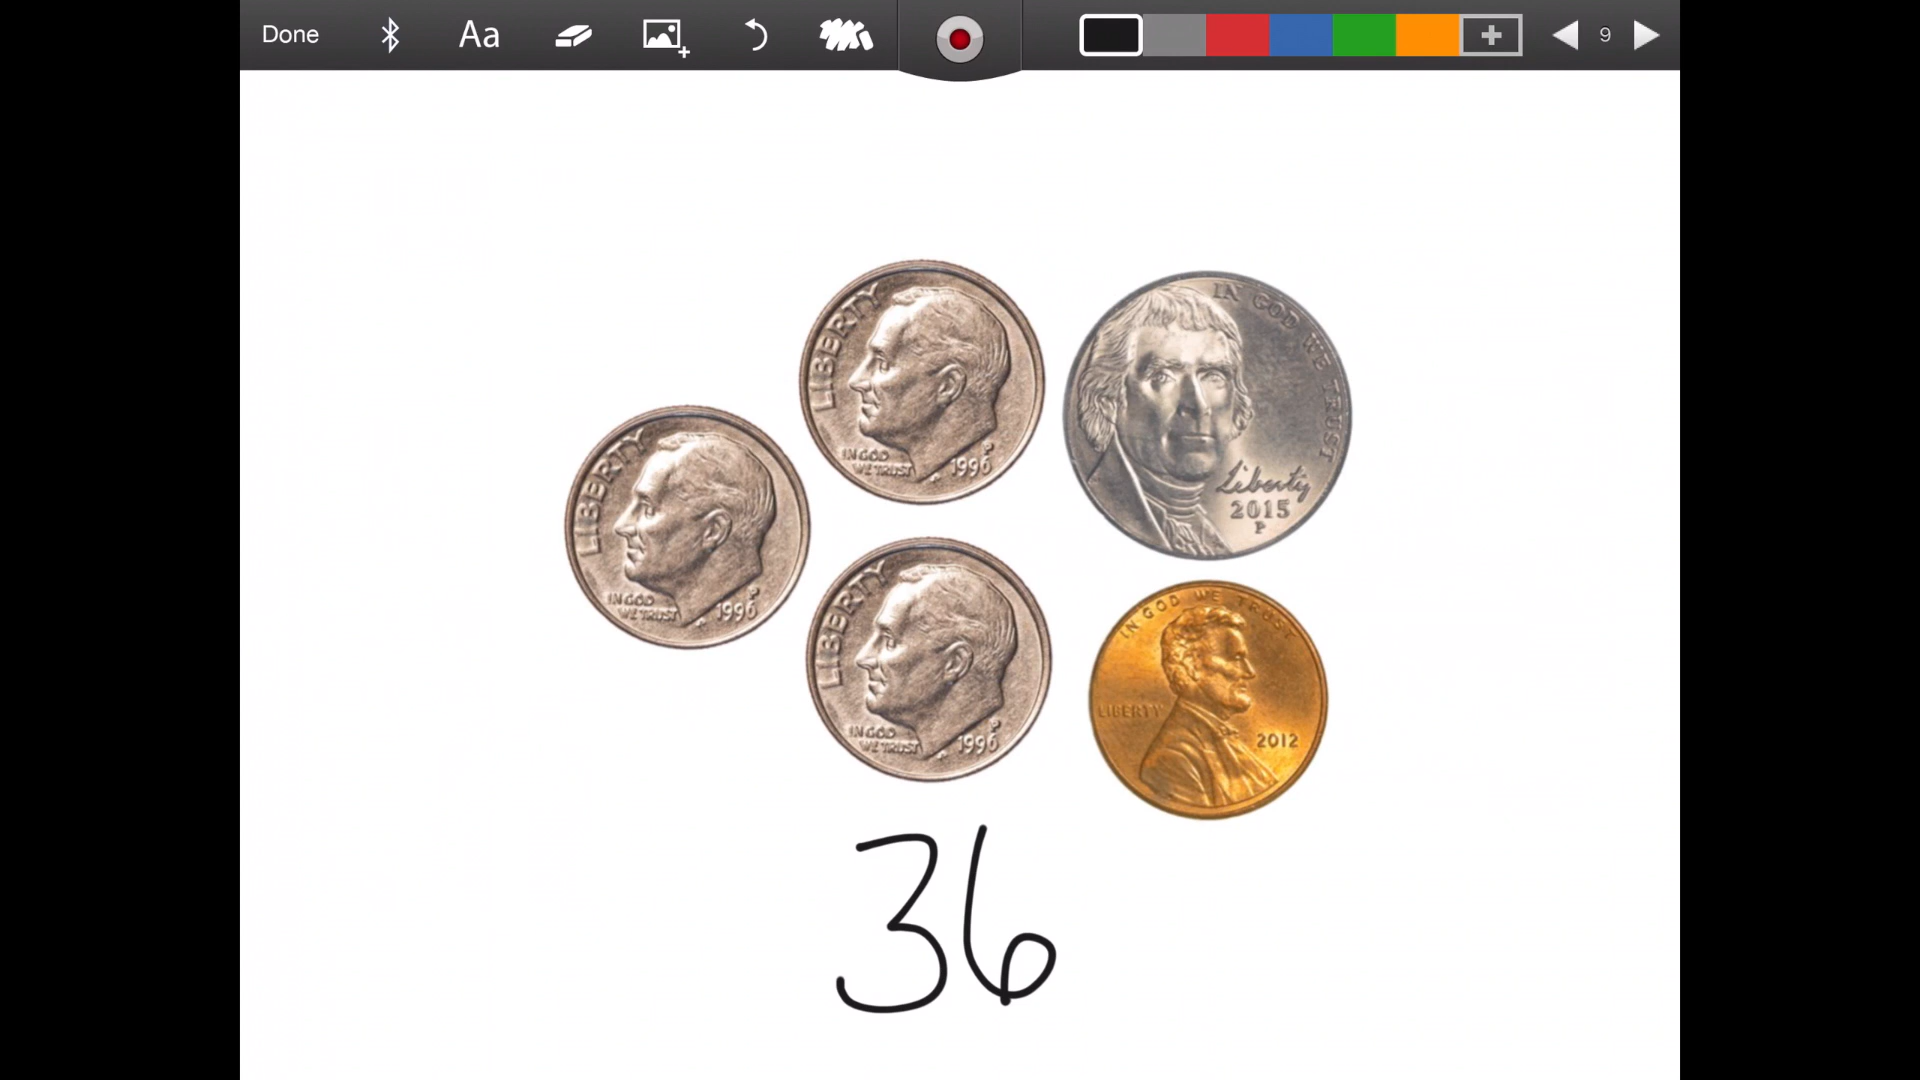 Done Aa 9
LIBERTY
IN GOD
WE TRUST
1996
P
IN GOD WE TRUST
Liberty
2015
P
LIBERTY
IN GOD
WE TRUST
1996
P
LIBERTY
IN GOD
WE TRUST
1996
P
IN GOD WE TRUST
LIBERTY
2012
36